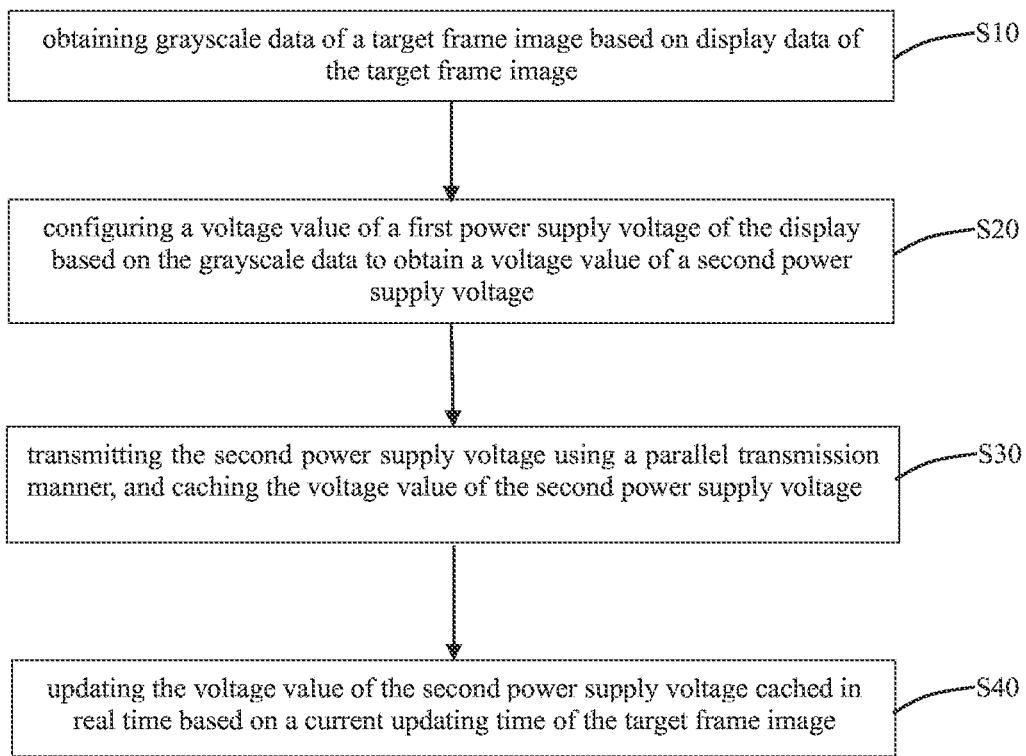 obtaining grayscale data of a target frame image based on display data of
the target frame image
S10
configuring a voltage value of a first power supply voltage of the display
based on the grayscale data to obtain a voltage value of a second power
supply voltage
S20
transmitting the second power supply voltage using a parallel transmission
manner, and caching the voltage value of the second power supply voltage
S30
updating the voltage value of the second power supply voltage cached in
real time based on a current updating time of the target frame image
S40